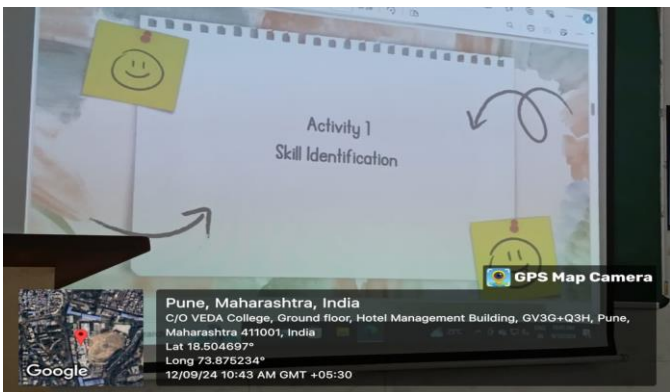 Activity 1
Skill Identification
GPS Map Camera
Pune, Maharashtra, India
C/O VEDA College, Ground floor, Hotel Management Building, GV3G+Q3H, Pune,
Maharashtra 411001, India
Lat 18.504697°
Long 73.875234°
12/09/24 10:43 AM GMT +05:30
Google